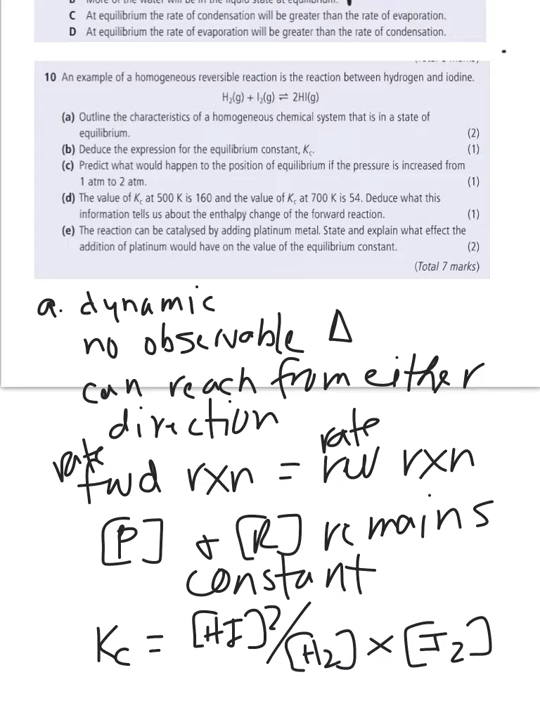 C At equilibrium the rate of condensation will be greater than the rate of evaporation.
D At equilibrium the rate of evaporation will be greater than the rate of condensation.
10 An example of a homogeneous reversible reaction is the reaction between hydrogen and iodine.
H₂(g) + I₂(g) ⇌ 2HI(g)
(a) Outline the characteristics of a homogeneous chemical system that is in a state of
equilibrium. (2)
(b) Deduce the expression for the equilibrium constant, Kc. (1)
(c) Predict what would happen to the position of equilibrium if the pressure is increased from
1 atm to 2 atm. (1)
(d) The value of Kc at 500 K is 160 and the value of Kc at 700 K is 54. Deduce what this
information tells us about the enthalpy change of the forward reaction. (1)
(e) The reaction can be catalysed by adding platinum metal. State and explain what effect the
addition of platinum would have on the value of the equilibrium constant. (2)
(Total 7 marks)
a. dynamic
no observable Δ
can reach from either
direction
rate rate
fwd rxn = rxn
[P] + [R] remains
constant
Kc = [HI]²/[H₂] × [I₂]